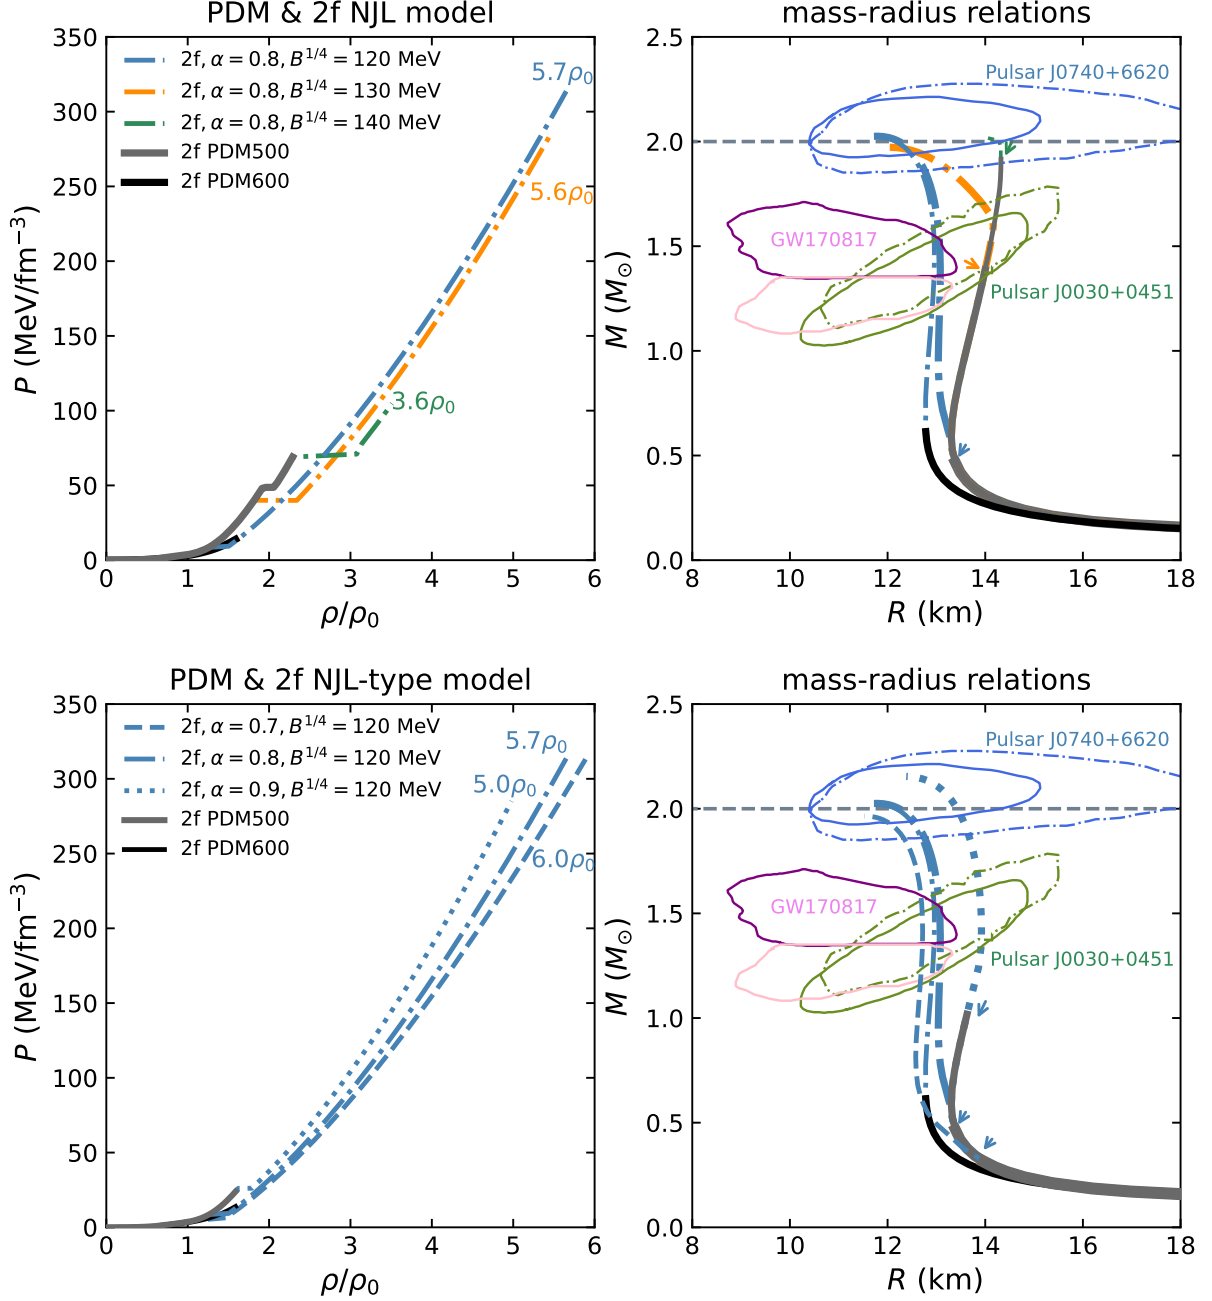 PDM & 2f NJL model
350
300
250
200
150
100
50
0
P (MeV/fm⁻³)
2f, α = 0.8, B^{1/4} = 120 MeV
2f, α = 0.8, B^{1/4} = 130 MeV
2f, α = 0.8, B^{1/4} = 140 MeV
2f PDM500
2f PDM600
5.7ρ₀
5.6ρ₀
3.6ρ₀
0 1 2 3 4 5 6
ρ/ρ₀
mass-radius relations
2.5
2.0
1.5
1.0
0.5
0.0
M (M⊙)
Pulsar J0740+6620
GW170817
Pulsar J0030+0451
8 10 12 14 16 18
R (km)
PDM & 2f NJL-type model
350
300
250
200
150
100
50
0
P (MeV/fm⁻³)
2f, α = 0.7, B^{1/4} = 120 MeV
2f, α = 0.8, B^{1/4} = 120 MeV
2f, α = 0.9, B^{1/4} = 120 MeV
2f PDM500
2f PDM600
5.7ρ₀
5.0ρ₀
6.0ρ₀
0 1 2 3 4 5 6
ρ/ρ₀
mass-radius relations
2.5
2.0
1.5
1.0
0.5
0.0
M (M⊙)
Pulsar J0740+6620
GW170817
Pulsar J0030+0451
8 10 12 14 16 18
R (km)